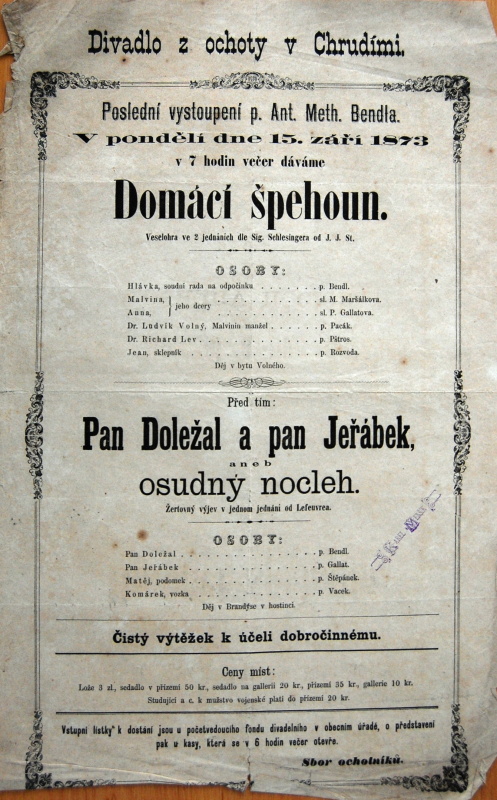 Divadlo z ochoty v Chrudími.
Poslední vystoupení p. Ant. Meth. Bendla.
V pondělí dne 15. září 1873
v 7 hodin večer dáváme
Domácí špehoun.
Veselohra ve 2 jednáních dle Sig. Schlesingera od J. J. St.
OSOBY:
Hlávka, soudní rada na odpočinku . . . . . . . p. Bendl.
Malvina, } jeho dcery . . . . . . . . . . . sl. M. Maršálkova.
Anna, . . . . . . . . . . . sl. P. Gallatova.
Dr. Ludvík Volný, Malvinin manžel . . . . . . p. Pacák.
Dr. Richard Lev . . . . . . . . . . . . . p. Pštros.
Jean, sklepník . . . . . . . . . . . . . . p. Rozvoda.
Děj v bytu Volného.
Před tím:
Pan Doležal a pan Jeřábek,
aneb
osudný nocleh.
Žertovný výjev v jednom jednání od Lefeuvrea.
OSOBY:
Pan Doležal . . . . . . . . . . . . . . . p. Bendl.
Pan Jeřábek . . . . . . . . . . . . . . . p. Gallat.
Matěj, podomek . . . . . . . . . . . . . . p. Štěpánek.
Komárek, vozka . . . . . . . . . . . . . . p. Vacek.
Děj v Brandýse v hostinci.
Čistý výtěžek k účeli dobročinnému.
Ceny míst:
Lože 3 zl., sedadla v přízemí 50 kr., sedadlo na gallerii 20 kr., přízemí 35 kr., gallerie 10 kr.
Studující a c. k. mužstvo vojenské platí do přízemí 20 kr.
Vstupní lístky k dostání jsou u početvedoucího fondu divadelního v obecním úřadě, o představení
pak u kasy, která se v 6 hodin večer otevře.
Sbor ochotníků.